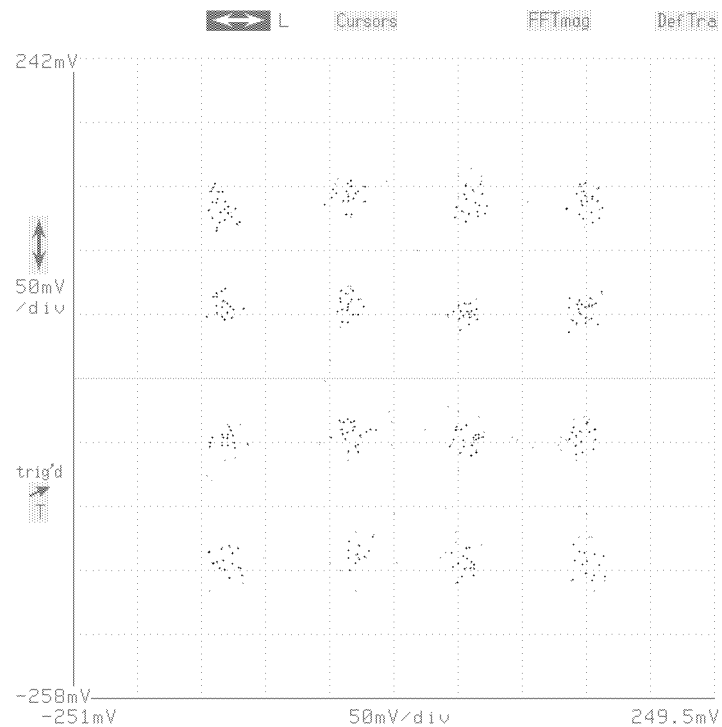 L Cursors FFTmag DefTra
242mV
50mV
/div
trig'd
T
-258mV
-251mV 50mV/div 249.5mV